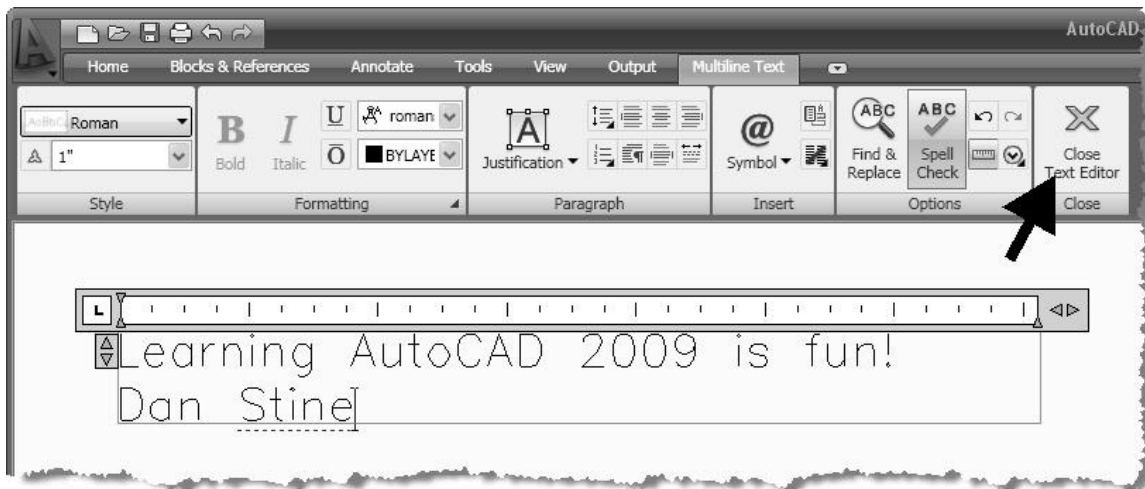 AutoCAD
Home Blocks & References Annotate Tools View Output Multiline Text
Roman
1"
Style
B I U O
Bold Italic
roman
BYLAYE
Formatting
A
Justification
Paragraph
@
Symbol
Insert
ABC ABC
Find & Replace
Spell Check
Options
Close
Text Editor
Close
L
Learning AutoCAD 2009 is fun!
Dan Stine